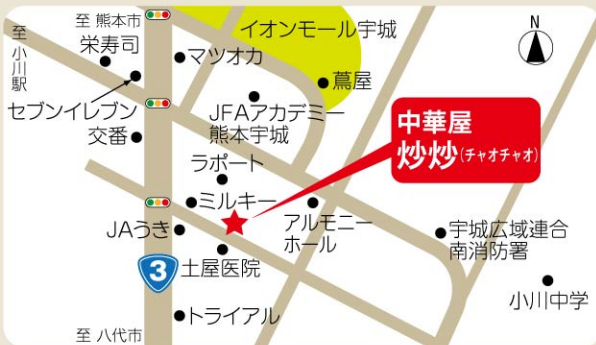 至 熊本市
イオンモール宇城
N
至 小川駅
栄寿司
マツオカ
蔦屋
セブンイレブン
JFAアカデミー
熊本宇城
交番
中華屋
炒炒(チャオチャオ)
ラポート
ミルキー
アルモニー
ホール
JAうき
宇城広域連合
南消防署
土屋医院
3
小川中学
トライアル
至 八代市